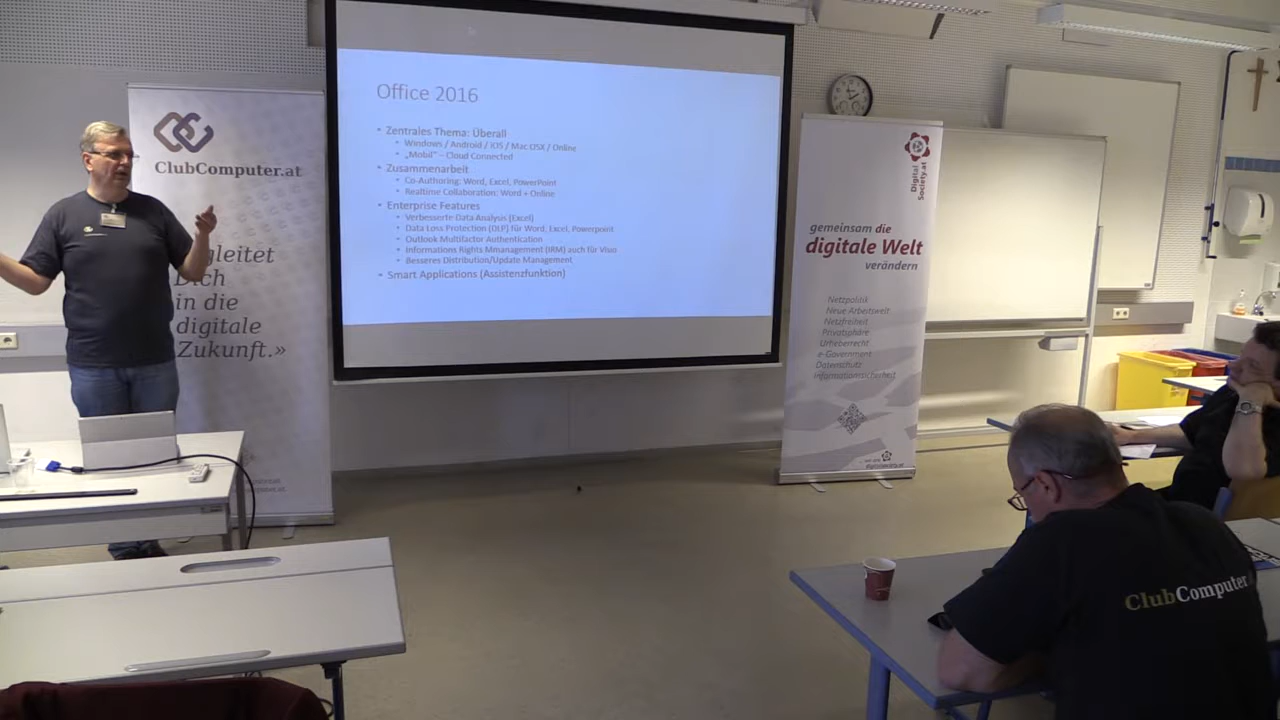 ClubComputer.at
gleitet
Dich
in die
digitale
Zukunft.»
Office 2016
• Zentrales Thema: Überall
• Windows / Android / iOS / Mac OSX / Online
• „Mobil" – Cloud Connected
• Zusammenarbeit
• Co-Authoring: Word, Excel, PowerPoint
• Realtime Collaboration: Word + Online
• Enterprise Features
• Verbesserte Data Analysis (Excel)
• Data Loss Protection (DLP) für Word, Excel, Powerpoint
• Outlook Multifactor Authentication
• Informations Rights Mmanagement (IRM) auch für Visio
• Besseres Distribution/Update Management
• Smart Applications (Assistenzfunktion)
Digital
Society.at
gemeinsam die
digitale Welt
verändern
Netzpolitik
Neue Arbeitswelt
Netzfreiheit
Privatsphäre
Urheberrecht
e-Government
Datenschutz
Informationssicherheit
digisociety.at
ClubComputer